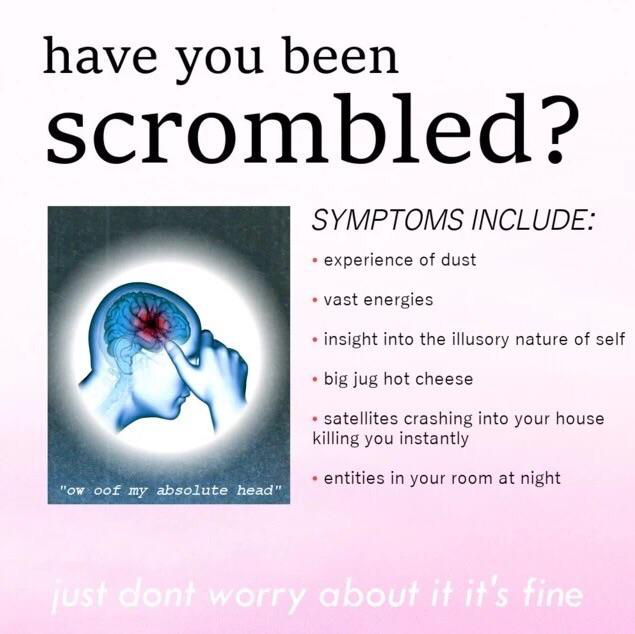 have you been
scrombled?
SYMPTOMS INCLUDE:
• experience of dust
• vast energies
• insight into the illusory nature of self
• big jug hot cheese
• satellites crashing into your house
killing you instantly
• entities in your room at night
"ow oof my absolute head"
just dont worry about it it's fine